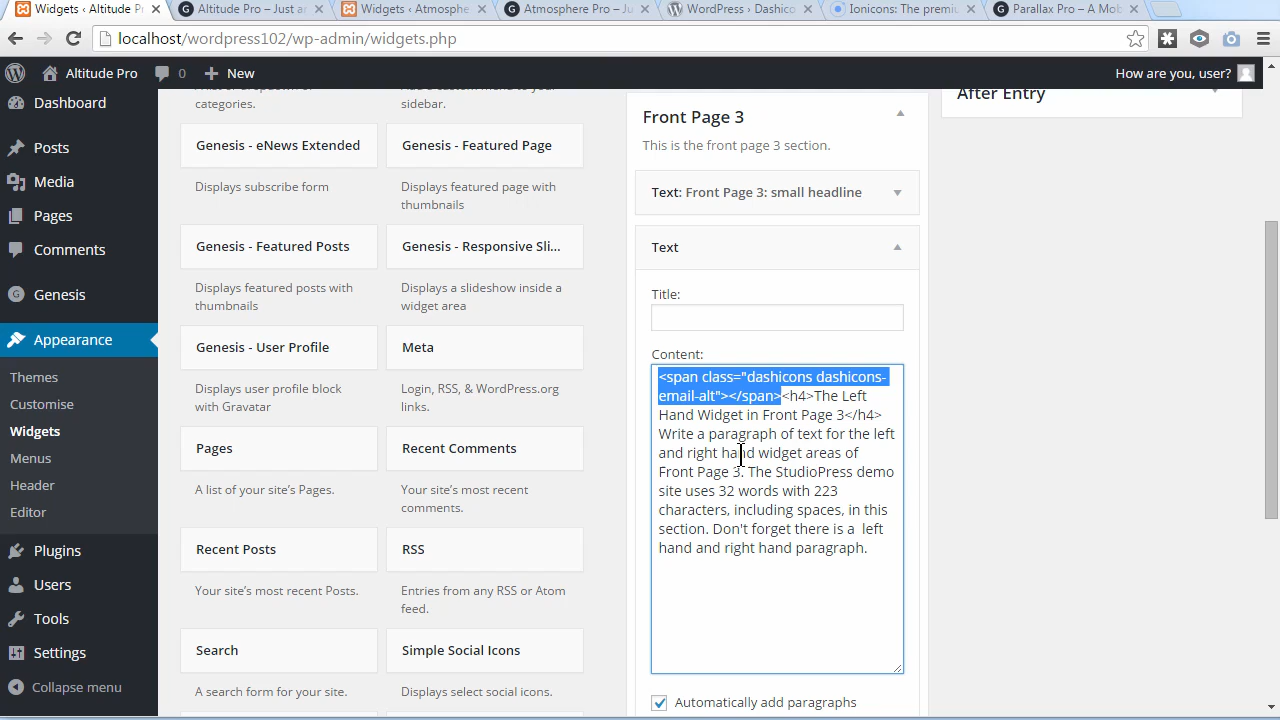 Widgets ‹ Altitude P
Altitude Pro – Just an
Widgets ‹ Atmosphe
Atmosphere Pro – Ju
WordPress › Dashico
Ionicons: The premiu
Parallax Pro – A Mob
localhost/wordpress102/wp-admin/widgets.php
Altitude Pro
0
New
How are you, user?
Dashboard
Posts
Media
Pages
Comments
Genesis
Appearance
Themes
Customise
Widgets
Menus
Header
Editor
Plugins
Users
Tools
Settings
Collapse menu
categories.
sidebar.
Genesis - eNews Extended
Genesis - Featured Page
Displays subscribe form
Displays featured page with
thumbnails
Genesis - Featured Posts
Genesis - Responsive Sli...
Displays featured posts with
thumbnails
Displays a slideshow inside a
widget area
Genesis - User Profile
Meta
Displays user profile block
with Gravatar
Login, RSS, & WordPress.org
links.
Pages
Recent Comments
A list of your site's Pages.
Your site's most recent
comments.
Recent Posts
RSS
Your site's most recent Posts.
Entries from any RSS or Atom
feed.
Search
Simple Social Icons
A search form for your site.
Displays select social icons.
Front Page 3
This is the front page 3 section.
Text: Front Page 3: small headline
Text
Title:
Content:
<span class="dashicons dashicons-
email-alt"></span><h4>The Left
Hand Widget in Front Page 3</h4>
Write a paragraph of text for the left
and right hand widget areas of
Front Page 3. The StudioPress demo
site uses 32 words with 223
characters, including spaces, in this
section. Don't forget there is a  left
hand and right hand paragraph.
Automatically add paragraphs
After Entry